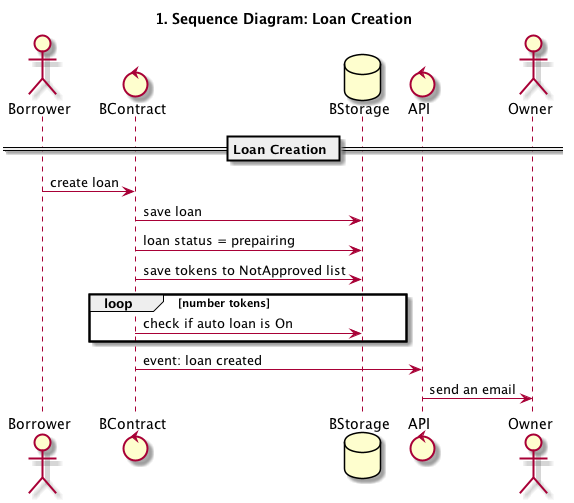 1. Sequence Diagram: Loan Creation
Borrower BContract BStorage API Owner
Loan Creation
create loan
save loan
loan status = prepairing
save tokens to NotApproved list
loop [number tokens]
check if auto loan is On
event: loan created
send an email
Borrower BContract BStorage API Owner